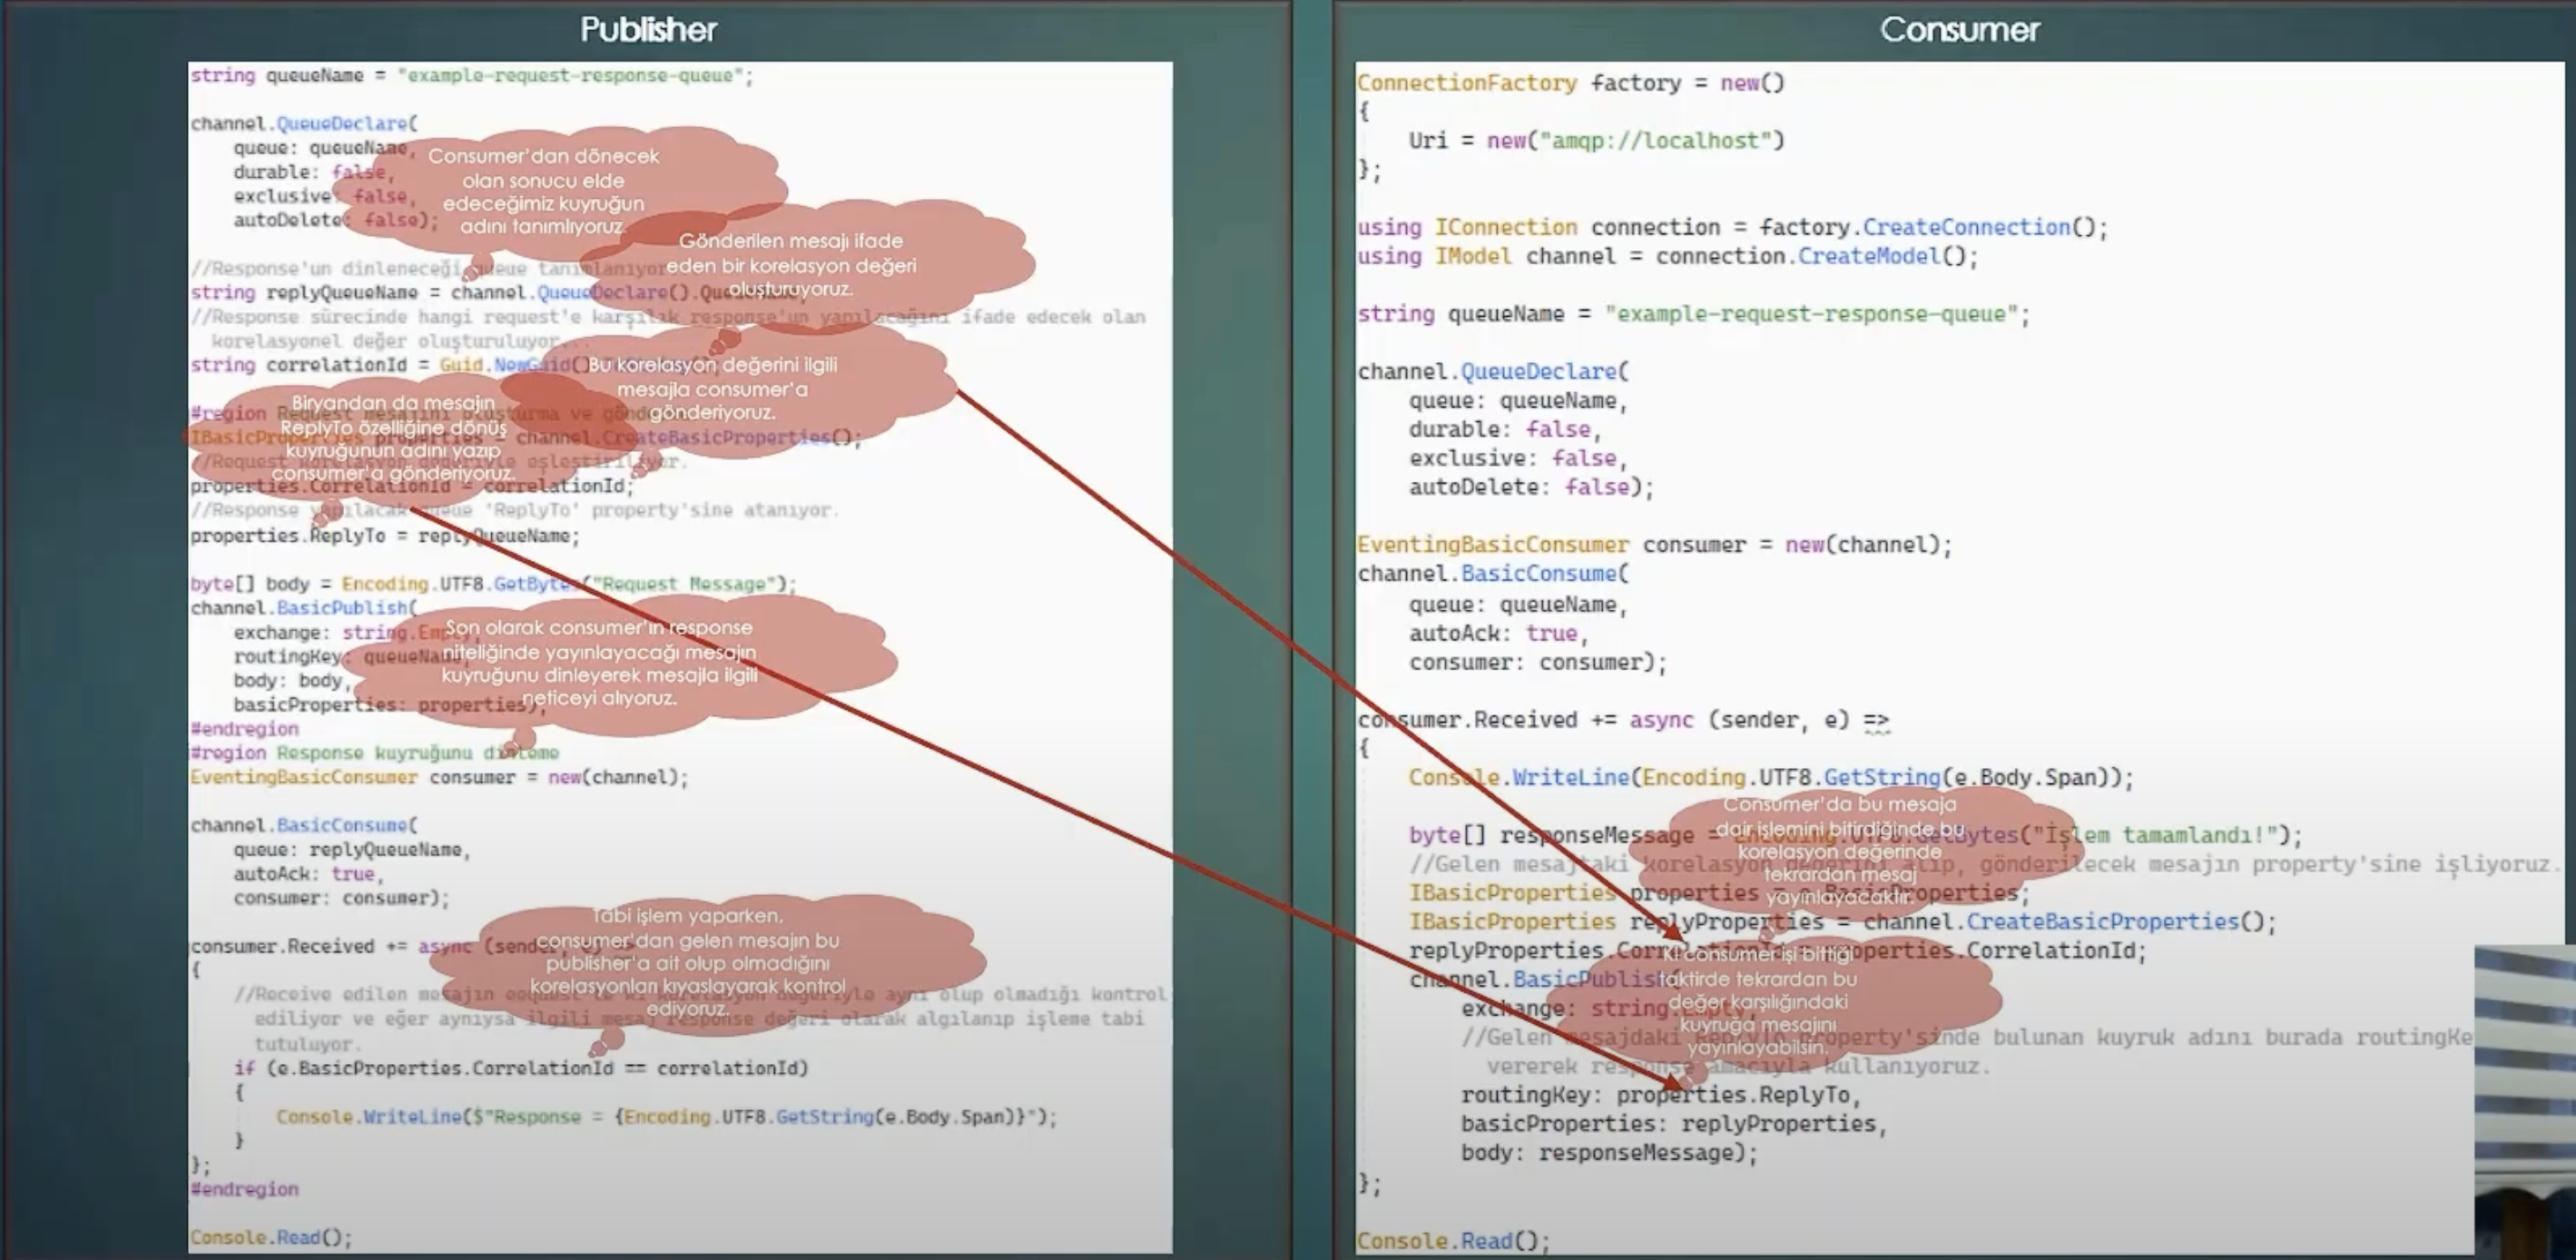 Publisher
string queueName = "example-request-response-queue";
channel.QueueDeclare(
queue: queueName,
durable: false,
exclusive: false,
autoDelete: false);
Consumer'dan dönecek
olan sonucu elde
edeceğimiz kuyruğun
adını tanımlıyoruz.
Gönderilen mesajı ifade
eden bir korelasyon değeri
oluşturuyoruz.
//Response'un dinleneceği queue tanımlanıyor
string replyQueueName = channel.QueueDeclare().QueueName;
//Response sürecinde hangi request'e karşılık response'un yapılacağını ifade edecek olan
korelasyonel değer oluşturuluyor...
string correlationId = Guid.NewGuid()
Bu korelasyon değerini ilgili
mesajla consumer'a
gönderiyoruz.
Biryandan da mesajın
ReplyTo özelliğine dönüş
kuyruğunun adını yazıp
consumer'a gönderiyoruz.
#region Request mesajını oluşturma ve gönderme
IBasicProperties properties = channel.CreateBasicProperties();
//Request korelasyon değeriyle eşleştiriliyor.
properties.CorrelationId = correlationId;
//Response yapılacak queue 'ReplyTo' property'sine atanıyor.
properties.ReplyTo = replyQueueName;
byte[] body = Encoding.UTF8.GetBytes("Request Message");
channel.BasicPublish(
exchange: string.Empty,
routingKey: queueName,
body: body,
basicProperties: properties);
Son olarak consumer'ın response
niteliğinde yayınlayacağı mesajın
kuyruğunu dinleyerek mesajla ilgili
neticeyi alıyoruz.
#endregion
#region Response kuyruğunu dinleme
EventingBasicConsumer consumer = new(channel);
channel.BasicConsume(
queue: replyQueueName,
autoAck: true,
consumer: consumer);
consumer.Received += async (sender, e) =>
{
Tabi işlem yaparken,
consumer'dan gelen mesajın bu
publisher'a ait olup olmadığını
korelasyonları kıyaslayarak kontrol
ediyoruz.
//Receive edilen mesajın değeriyle aynı olup olmadığı kontrol
ediliyor ve eğer aynıysa ilgili mesaj response değeri olarak algılanıp işleme tabi
tutuluyor.
if (e.BasicProperties.CorrelationId == correlationId)
{
Console.WriteLine($"Response = {Encoding.UTF8.GetString(e.Body.Span)}");
}
};
#endregion
Console.Read();
Consumer
ConnectionFactory factory = new()
{
Uri = new("amqp://localhost")
};
using IConnection connection = factory.CreateConnection();
using IModel channel = connection.CreateModel();
string queueName = "example-request-response-queue";
channel.QueueDeclare(
queue: queueName,
durable: false,
exclusive: false,
autoDelete: false);
EventingBasicConsumer consumer = new(channel);
channel.BasicConsume(
queue: queueName,
autoAck: true,
consumer: consumer);
consumer.Received += async (sender, e) =>
{
Console.WriteLine(Encoding.UTF8.GetString(e.Body.Span));
Consumer'da bu mesaja
dair işlemini bitirdiğinde bu
korelasyon değerinde
tekrardan mesaj
yayınlayacaktır.
byte[] responseMessage = Encoding.UTF8.GetBytes("İşlem tamamlandı!");
//Gelen mesajtaki korelasyon değerini alıp, gönderilecek mesajın property'sine işliyoruz.
IBasicProperties properties = e.BasicProperties;
IBasicProperties replyProperties = channel.CreateBasicProperties();
replyProperties.CorrelationId = properties.CorrelationId;
channel.BasicPublish(
exchange: string.Empty,
Ki consumer işi bittiği
taktirde tekrardan bu
değer karşılığındaki
kuyruğa mesajını
yayınlayabilsin.
//Gelen mesajdaki ReplyTo property'sinde bulunan kuyruk adını burada routingKe
vererek response amacıyla kullanıyoruz.
routingKey: properties.ReplyTo,
basicProperties: replyProperties,
body: responseMessage);
};
Console.Read();